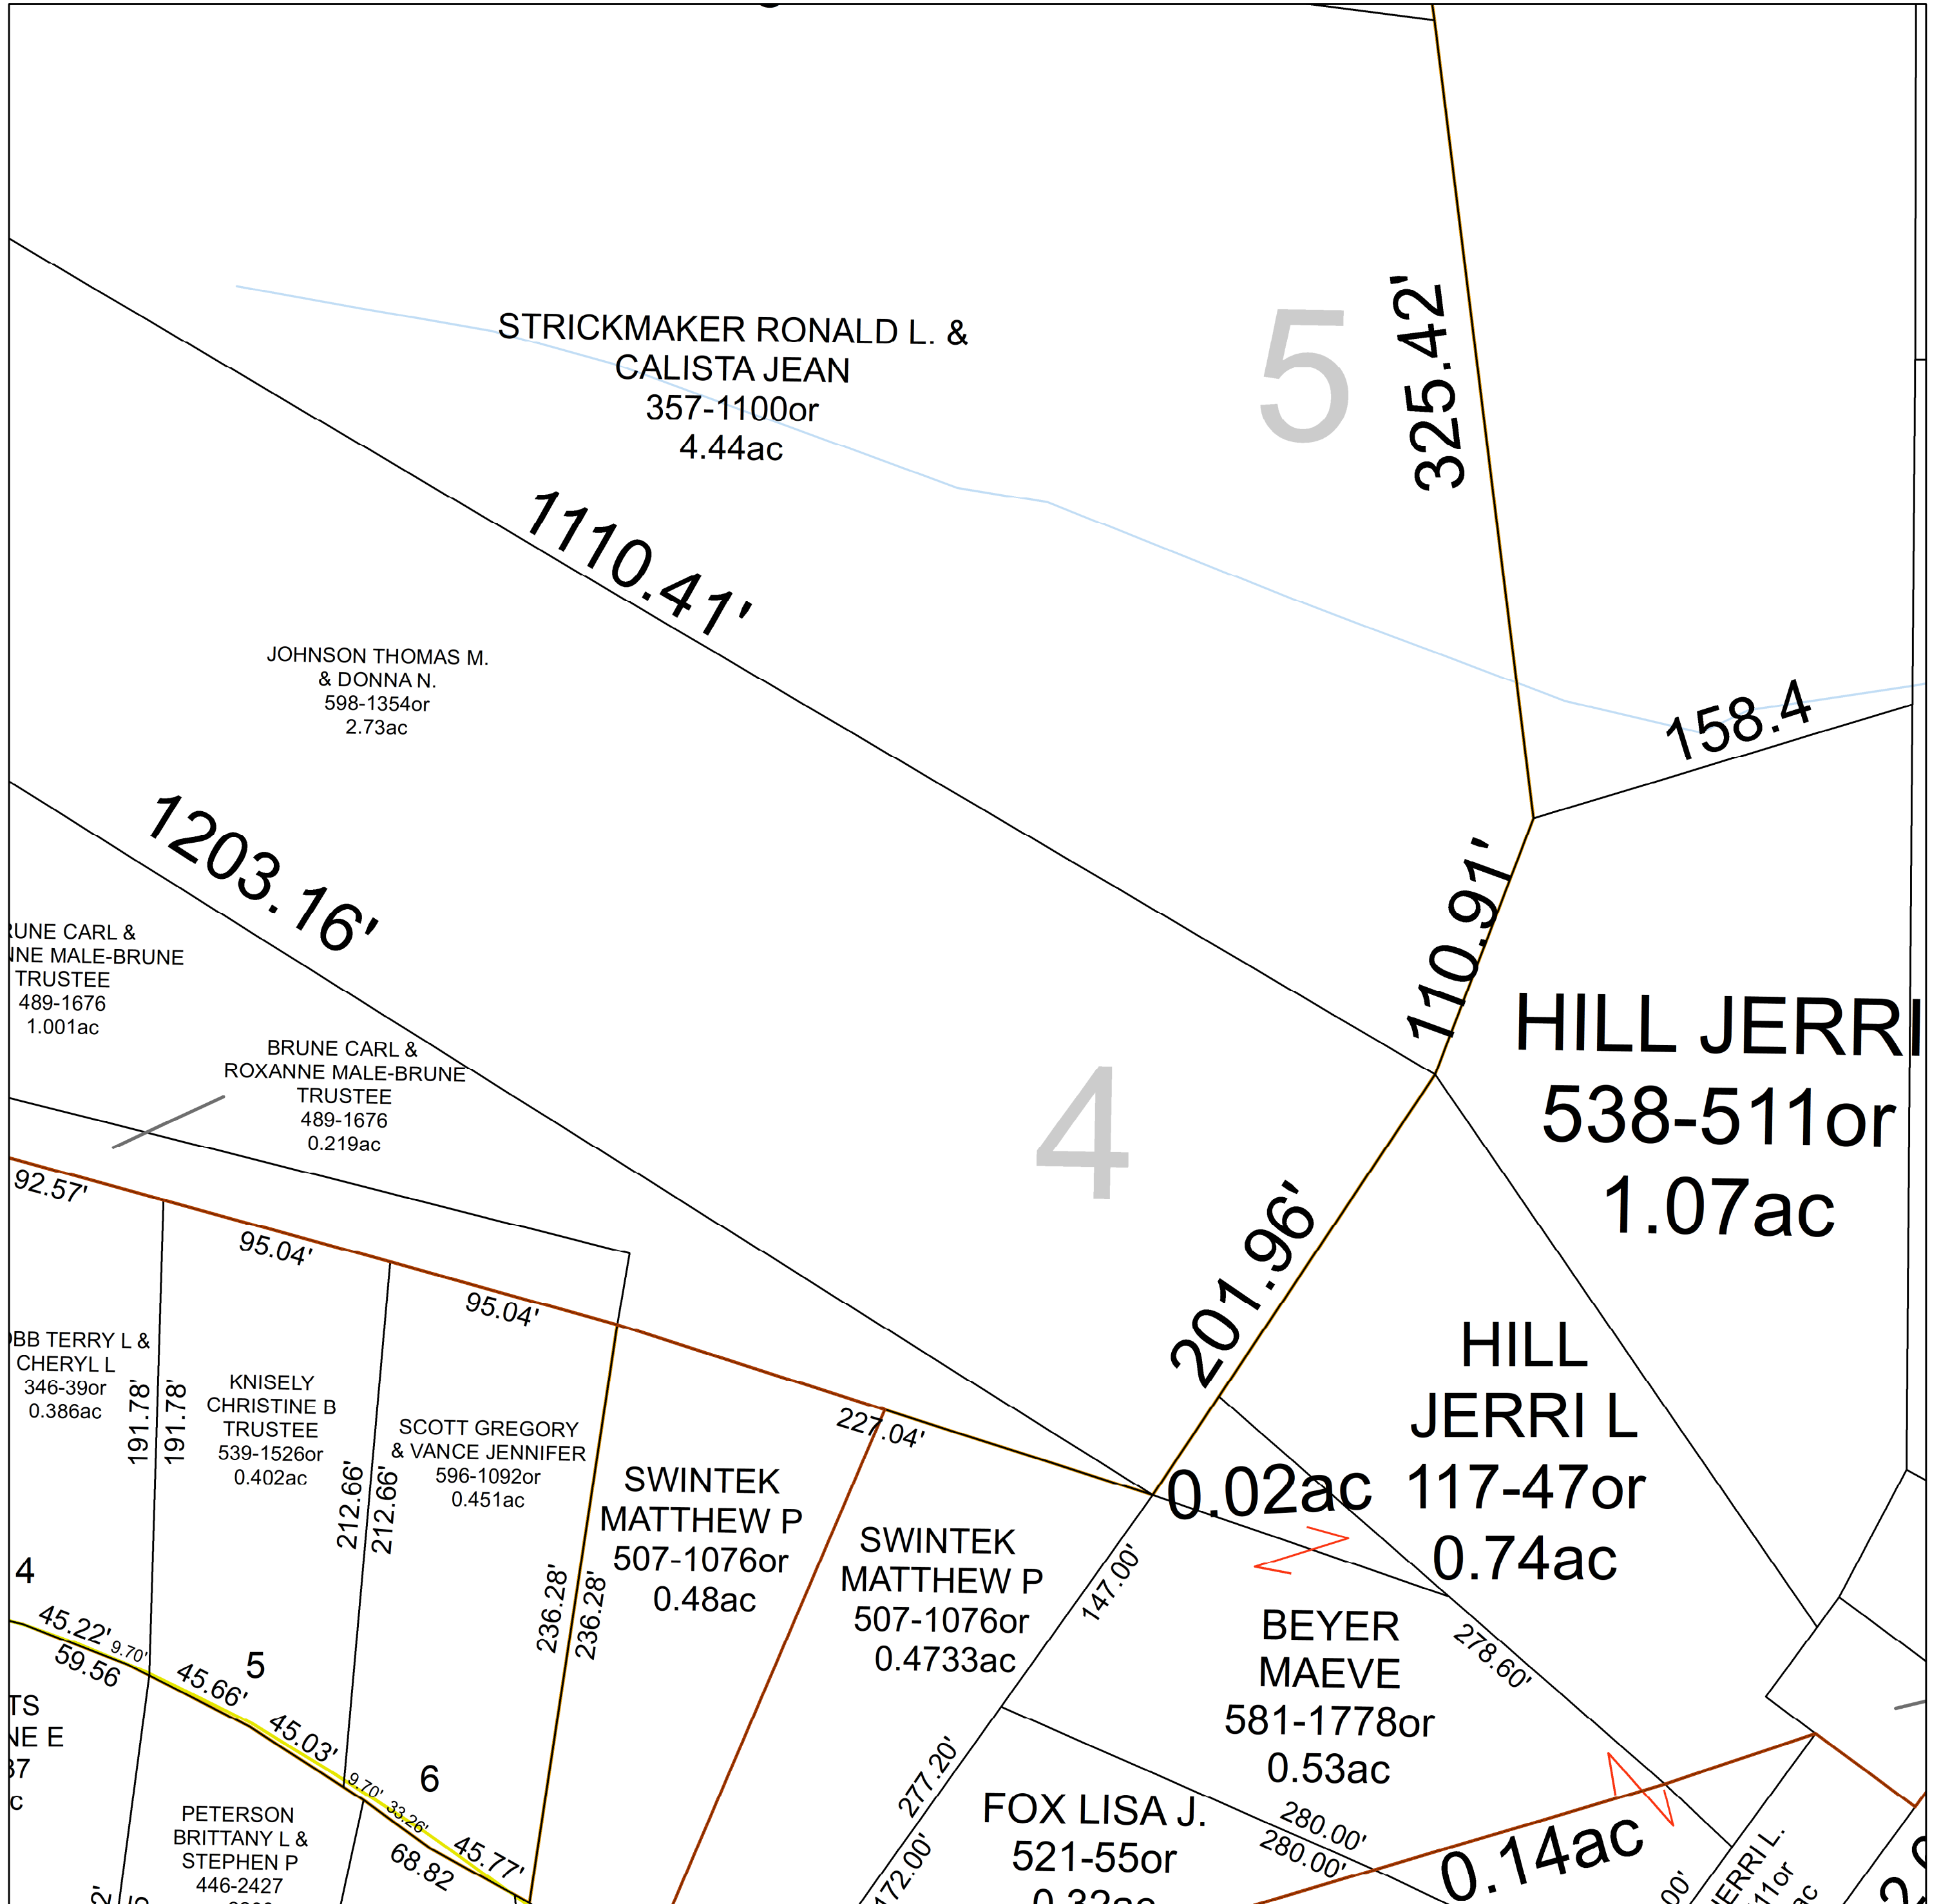 325.42'
5
STRICKMAKER RONALD L. &
CALISTA JEAN
357-1100or
4.44ac
1110.41'
JOHNSON THOMAS M.
& DONNA N.
598-1354or
2.73ac
158.4
1203.16'
110.91'
CARL &
MALE-BRUNE
TRUSTEE
489-1676
1.001ac
BRUNE CARL &
ROXANNE MALE-BRUNE
TRUSTEE
489-1676
0.219ac
HILL JERRI
538-511or
1.07ac
4
201.96'
92.57'
95.04'
95.04'
227.04'
TERRY L &
CHERYL L
346-39or
0.386ac
191.78'
191.78'
KNISELY
CHRISTINE B
TRUSTEE
539-1526or
0.402ac
212.66'
212.66'
SCOTT GREGORY
& VANCE JENNIFER
596-1092or
0.451ac
236.28'
236.28'
SWINTEK
MATTHEW P
507-1076or
0.48ac
SWINTEK
MATTHEW P
507-1076or
0.4733ac
147.00'
0.02ac
HILL
JERRI L
117-47or
0.74ac
BEYER
MAEVE
581-1778or
0.53ac
278.60'
4
45.22'
9.70'
59.56
5
45.66'
45.03'
9.70'
33.26'
6
45.77'
68.82
277.20'
172.00'
FOX LISA J.
521-55or
0.32ac
280.00'
280.00'
0.14ac
PETERSON
BRITTANY L &
STEPHEN P
446-2427